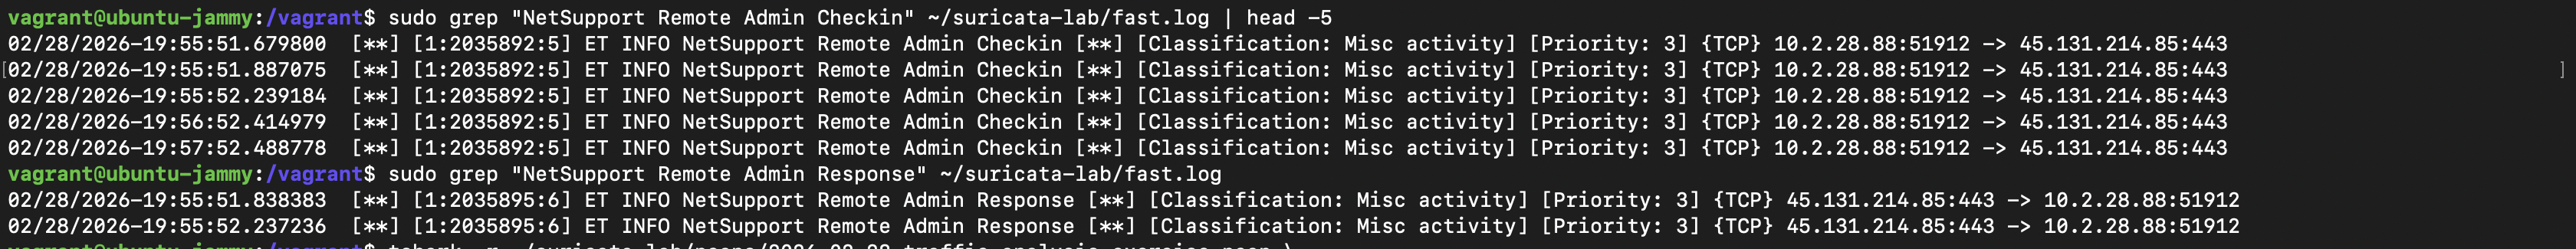 vagrant@ubuntu-jammy:/vagrant$ sudo grep "NetSupport Remote Admin Checkin" ~/suricata-lab/fast.log | head -5
02/28/2026-19:55:51.679800  [**] [1:2035892:5] ET INFO NetSupport Remote Admin Checkin [**] [Classification: Misc activity] [Priority: 3] {TCP} 10.2.28.88:51912 -> 45.131.214.85:443
[02/28/2026-19:55:51.887075  [**] [1:2035892:5] ET INFO NetSupport Remote Admin Checkin [**] [Classification: Misc activity] [Priority: 3] {TCP} 10.2.28.88:51912 -> 45.131.214.85:443 ]
02/28/2026-19:55:52.239184  [**] [1:2035892:5] ET INFO NetSupport Remote Admin Checkin [**] [Classification: Misc activity] [Priority: 3] {TCP} 10.2.28.88:51912 -> 45.131.214.85:443
02/28/2026-19:56:52.414979  [**] [1:2035892:5] ET INFO NetSupport Remote Admin Checkin [**] [Classification: Misc activity] [Priority: 3] {TCP} 10.2.28.88:51912 -> 45.131.214.85:443
02/28/2026-19:57:52.488778  [**] [1:2035892:5] ET INFO NetSupport Remote Admin Checkin [**] [Classification: Misc activity] [Priority: 3] {TCP} 10.2.28.88:51912 -> 45.131.214.85:443
vagrant@ubuntu-jammy:/vagrant$ sudo grep "NetSupport Remote Admin Response" ~/suricata-lab/fast.log
02/28/2026-19:55:51.838383  [**] [1:2035895:6] ET INFO NetSupport Remote Admin Response [**] [Classification: Misc activity] [Priority: 3] {TCP} 45.131.214.85:443 -> 10.2.28.88:51912
02/28/2026-19:55:52.237236  [**] [1:2035895:6] ET INFO NetSupport Remote Admin Response [**] [Classification: Misc activity] [Priority: 3] {TCP} 45.131.214.85:443 -> 10.2.28.88:51912